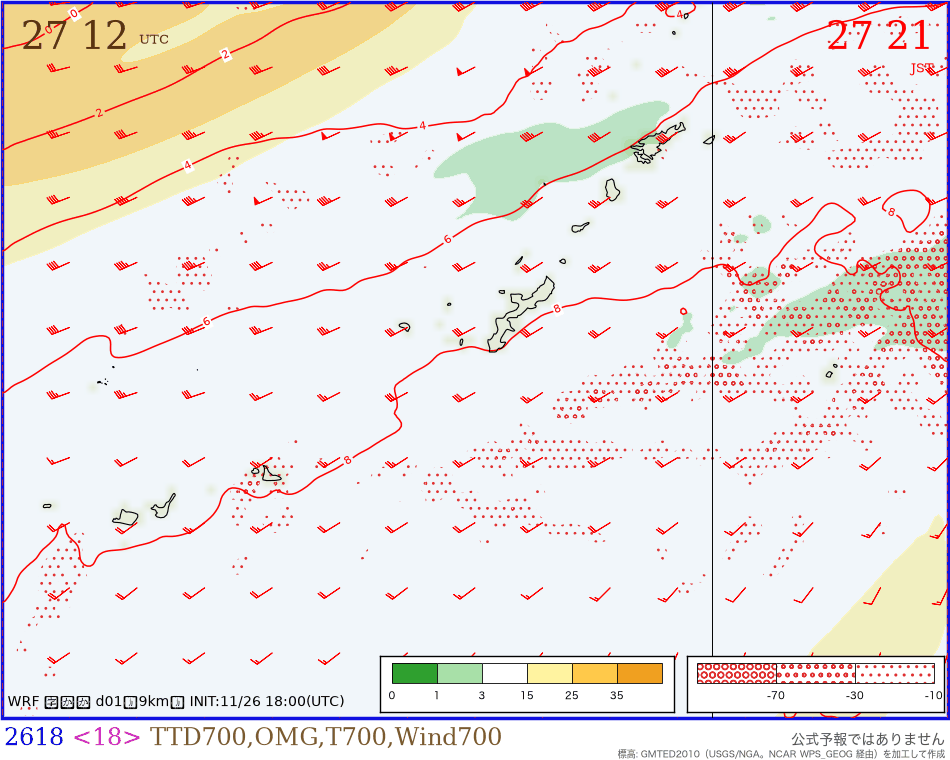 27 12 UTC
27 21
JST
0
0
2
2
4
4
4
6
6
8
8
8
0 1 3 15 25 35
-70 -30 -10
WRF d01 9km INIT:11/26 18:00(UTC)
2618 <18> TTD700,OMG,T700,Wind700
公式予報ではありません
標高: GMTED2010（USGS/NGA。NCAR WPS_GEOG 経由）を加工して作成